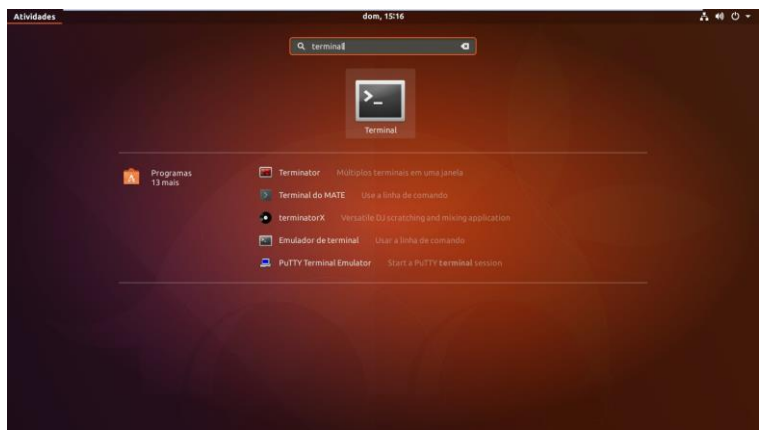 Atividades
dom, 15:16
terminal
Terminal
Programas
13 mais
Terminator Múltiplos terminais em uma janela
Terminal do MATE Use a linha de comando
terminatorX Versatile DJ scratching and mixing application
Emulador de terminal Usar a linha de comando
PuTTY Terminal Emulator Start a PuTTY terminal session